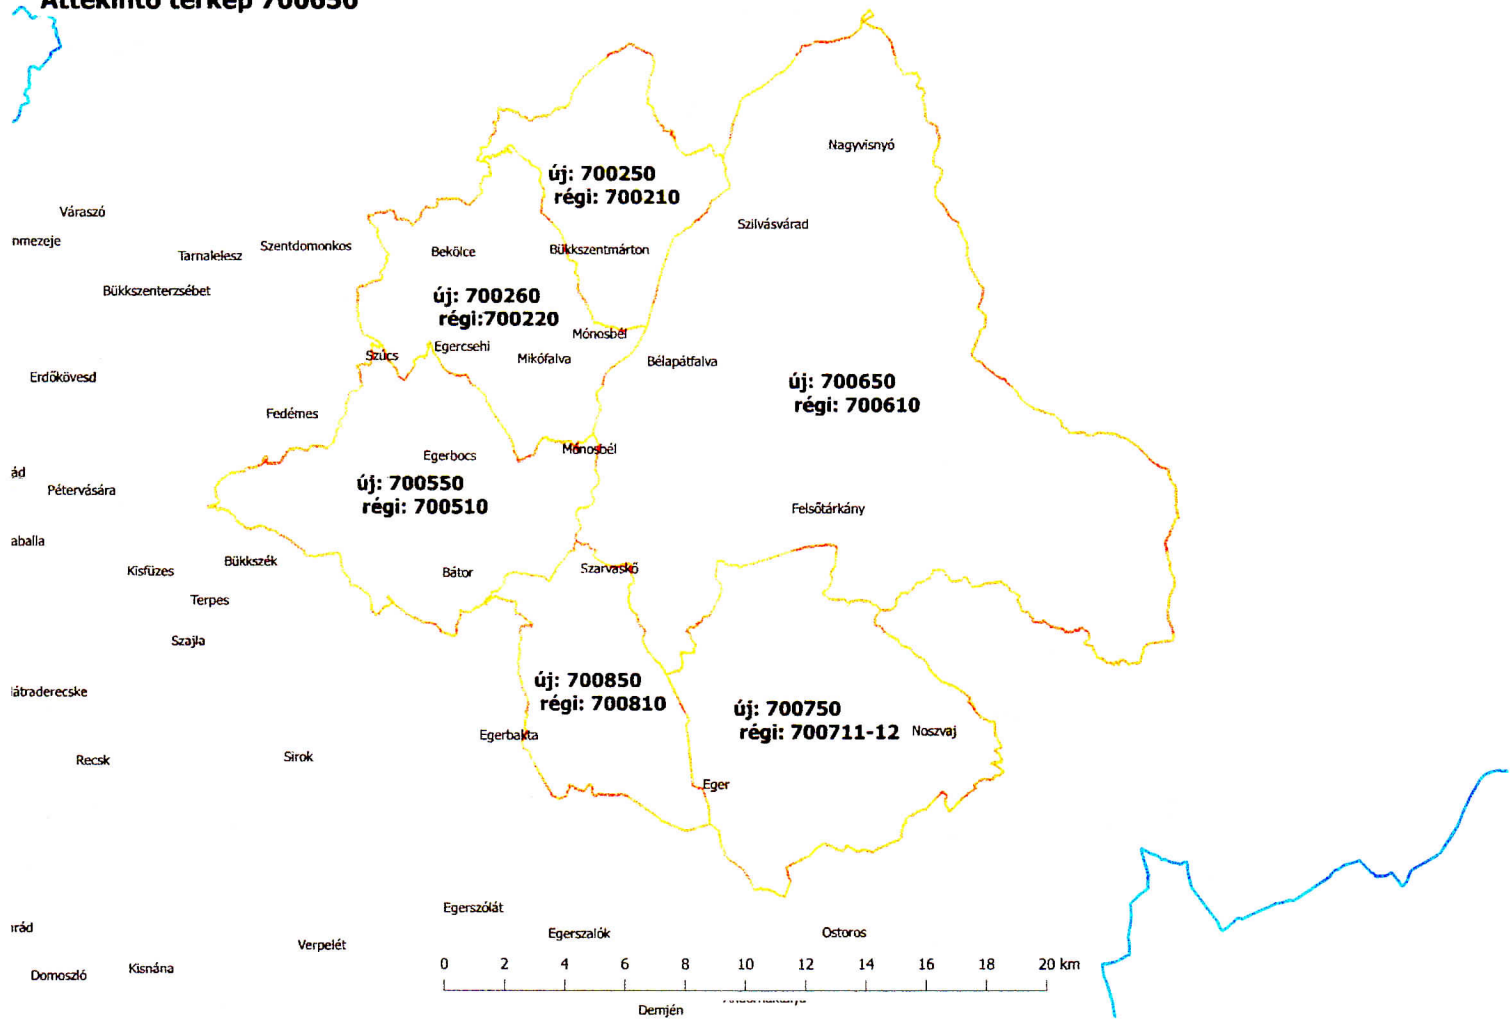 Áttekintő térkép 700650
Nagyvisnyó
új: 700250
régi: 700210
Váraszó
Szilvásvárad
nmezeje
Szentdomonkos
Tarnalelesz
Bekölce
Bükkszentmárton
Bükkszenterzsébet
új: 700260
régi:700220
Mónosbél
Egercsehi
Szúcs
Mikófalva
Bélapátfalva
Erdőkövesd
új: 700650
régi: 700610
Fedémes
Mónosbél
Egerbocs
ád
Pétervására
új: 700550
régi: 700510
Felsőtárkány
aballa
Bükkszék
Kisfüzes
Bátor
Szarvaskő
Terpes
Szajla
új: 700850
régi: 700810
átraderecske
új: 700750
régi: 700711-12
Noszvaj
Egerbakta
Recsk
Sirok
Eger
Egerszólát
rád
Egerszalók
Ostoros
Verpelét
Domoszló
Kisnána
0 2 4 6 8 10 12 14 16 18 20 km
Demjén